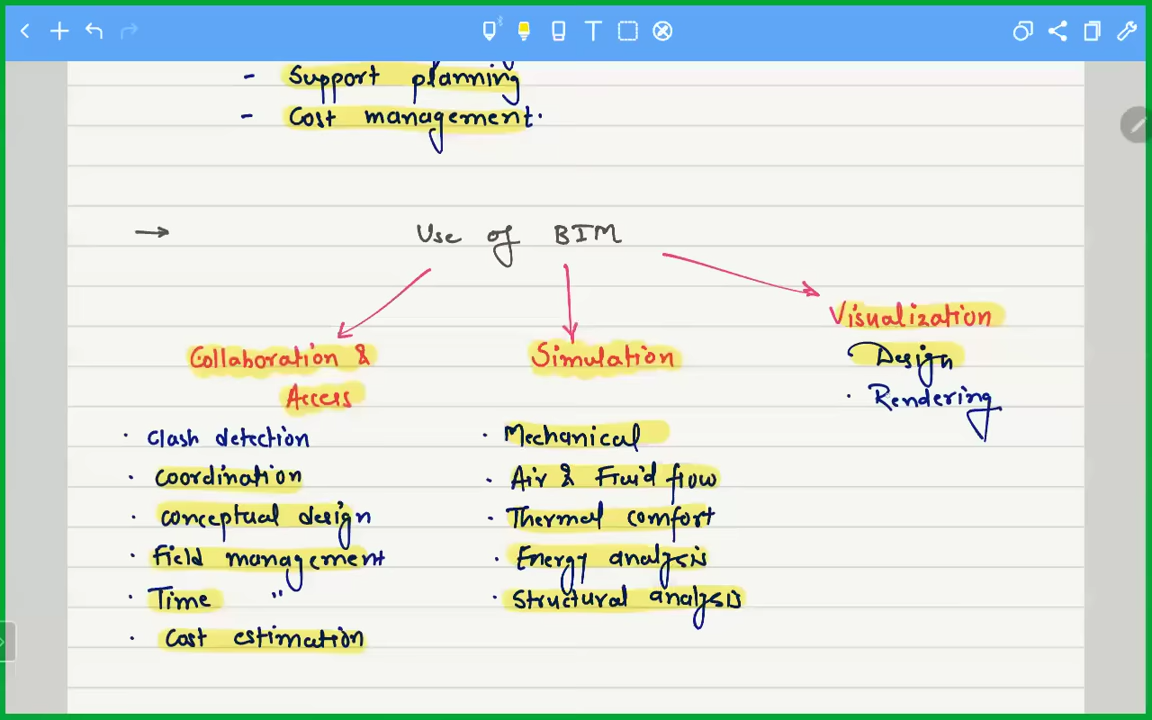 - Support planning
- Cost management.
→ Use of BIM
Collaboration &
Access
· Clash detection
· coordination
· conceptual design
· Field management
· Time "
· Cost estimation
Simulation
· Mechanical
· Air & Fluid flow
· Thermal comfort
· Energy analysis
· Structural analysis
Visualization
· Design
· Rendering